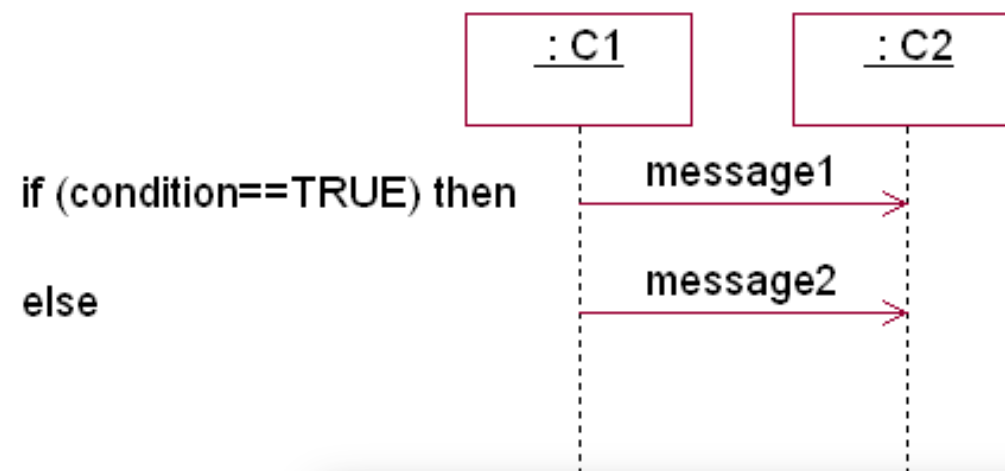 : C1
: C2
if (condition==TRUE) then
message1
else
message2